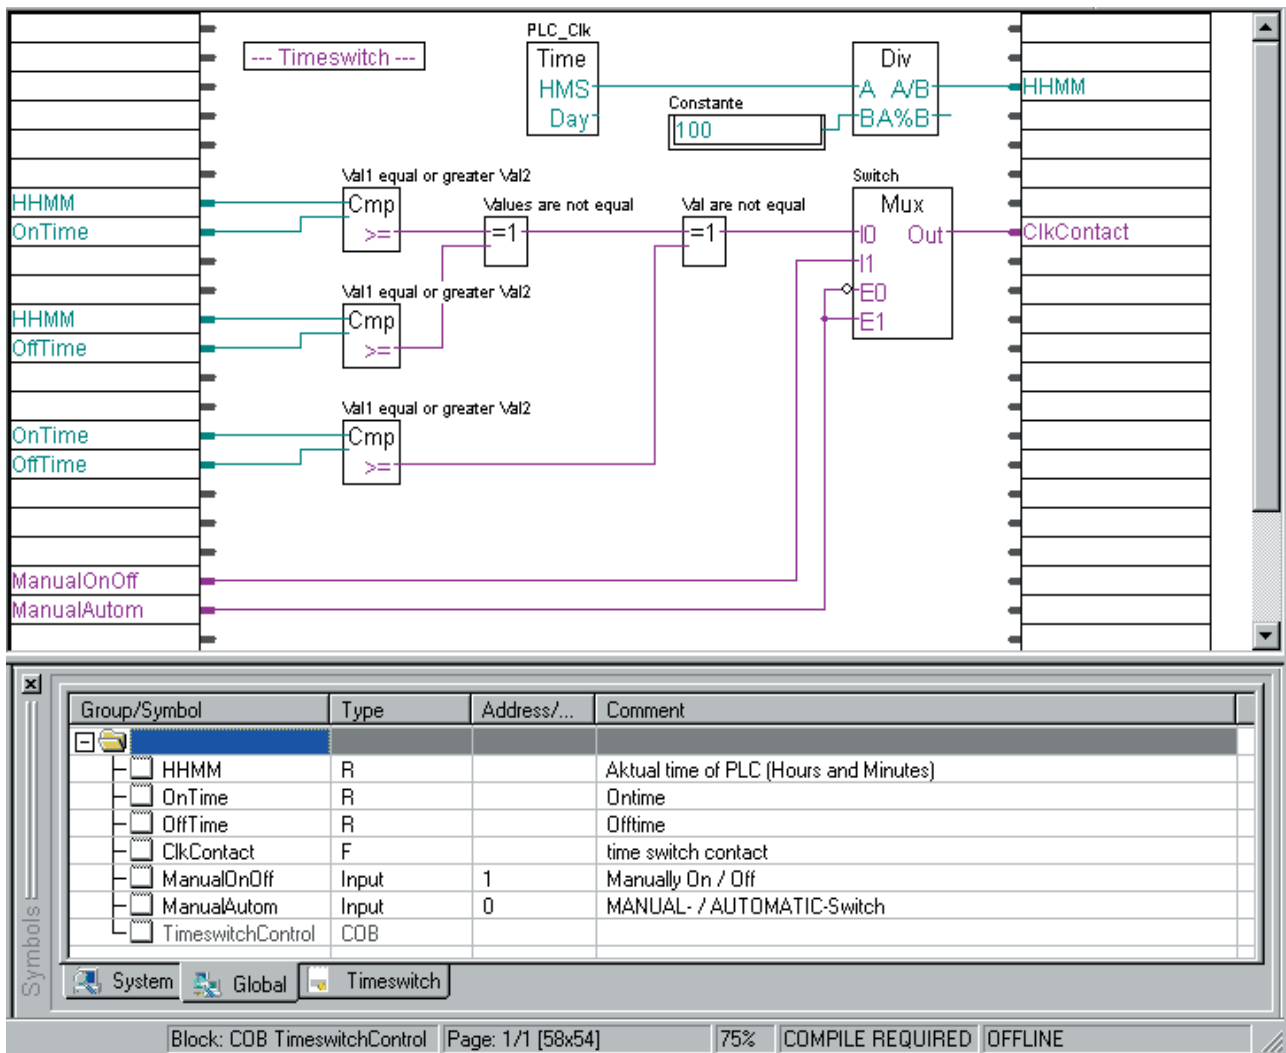 PLC_Clk
--- Timeswitch ---
Time
HMS
Day
Constante
100
Div
A A/B
BA%B
HHMM
Val1 equal or greater Val2
HHMM
OnTime
Cmp
>=
Values are not equal
=1
Val are not equal
=1
Switch
Mux
I0 Out
I1
E0
E1
ClkContact
Val1 equal or greater Val2
HHMM
OffTime
Cmp
>=
Val1 equal or greater Val2
OnTime
OffTime
Cmp
>=
ManualOnOff
ManualAutom
Symbols
Group/Symbol Type Address/... Comment
HHMM R Aktual time of PLC (Hours and Minutes)
OnTime R Ontime
OffTime R Offtime
ClkContact F time switch contact
ManualOnOff Input 1 Manually On / Off
ManualAutom Input 0 MANUAL- / AUTOMATIC-Switch
TimeswitchControl COB
System Global Timeswitch
Block: COB TimeswitchControl Page: 1/1 [58x54] 75% COMPILE REQUIRED OFFLINE